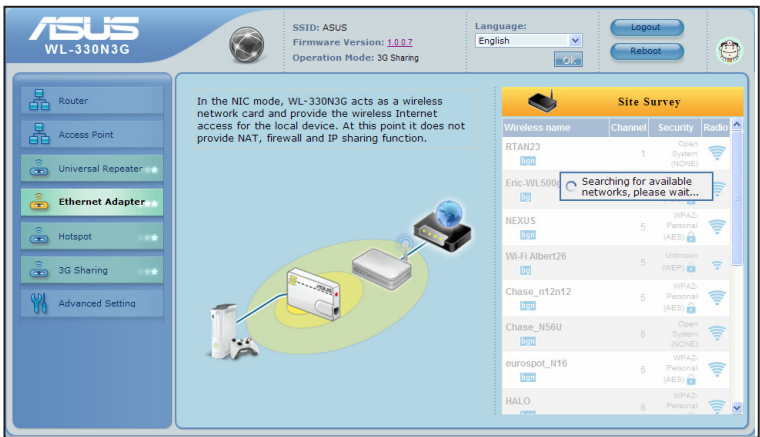 ASUS
WL-330N3G
SSID: ASUS
Firmware Version: 1.0.0.7
Operation Mode: 3G Sharing
Language:
English
Ok
Logout
Reboot
Router
Access Point
Universal Repeater
Ethernet Adapter
Hotspot
3G Sharing
Advanced Setting
In the NIC mode, WL-330N3G acts as a wireless
network card and provide the wireless Internet
access for the local device. At this point it does not
provide NAT, firewall and IP sharing function.
Site Survey
Wireless name Channel Security Radio
RTAN23 1 Open
System
(NONE)
bgn
Searching for available
networks, please wait...
Eric-WL500g
bg
NEXUS 5 WPA2-
Personal
(AES)
bgn
Wi-Fi Albert26 5 Unknown
(WEP)
bg
Chase_n12n12 5 WPA2-
Personal
(AES)
bgn
Chase_N56U 6 Open
System
(NONE)
bgn
eurospot_N16 6 WPA2-
Personal
(AES)
bgn
HALO 8 WPA2-
Personal